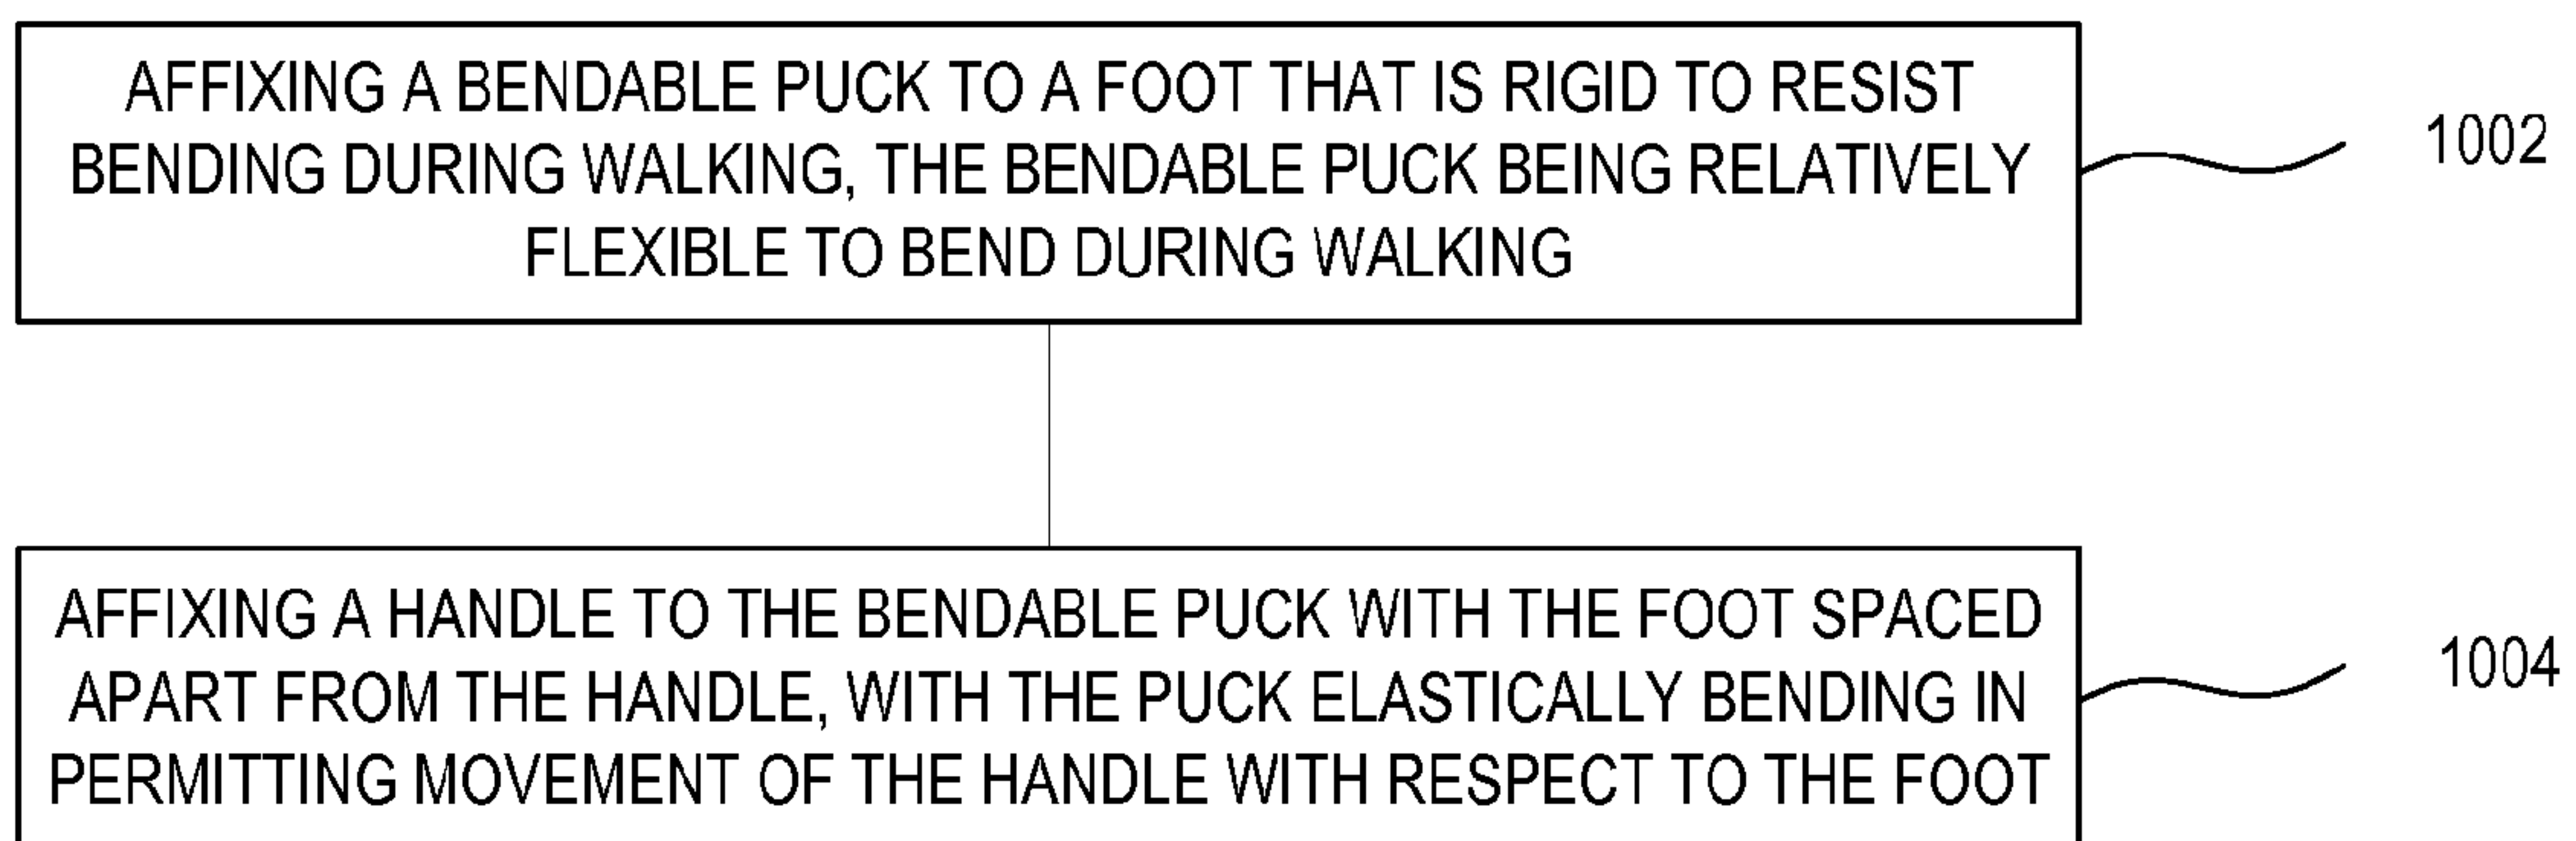 AFFIXING A BENDABLE PUCK TO A FOOT THAT IS RIGID TO RESIST
BENDING DURING WALKING, THE BENDABLE PUCK BEING RELATIVELY
FLEXIBLE TO BEND DURING WALKING
1002
AFFIXING A HANDLE TO THE BENDABLE PUCK WITH THE FOOT SPACED
APART FROM THE HANDLE, WITH THE PUCK ELASTICALLY BENDING IN
PERMITTING MOVEMENT OF THE HANDLE WITH RESPECT TO THE FOOT
1004